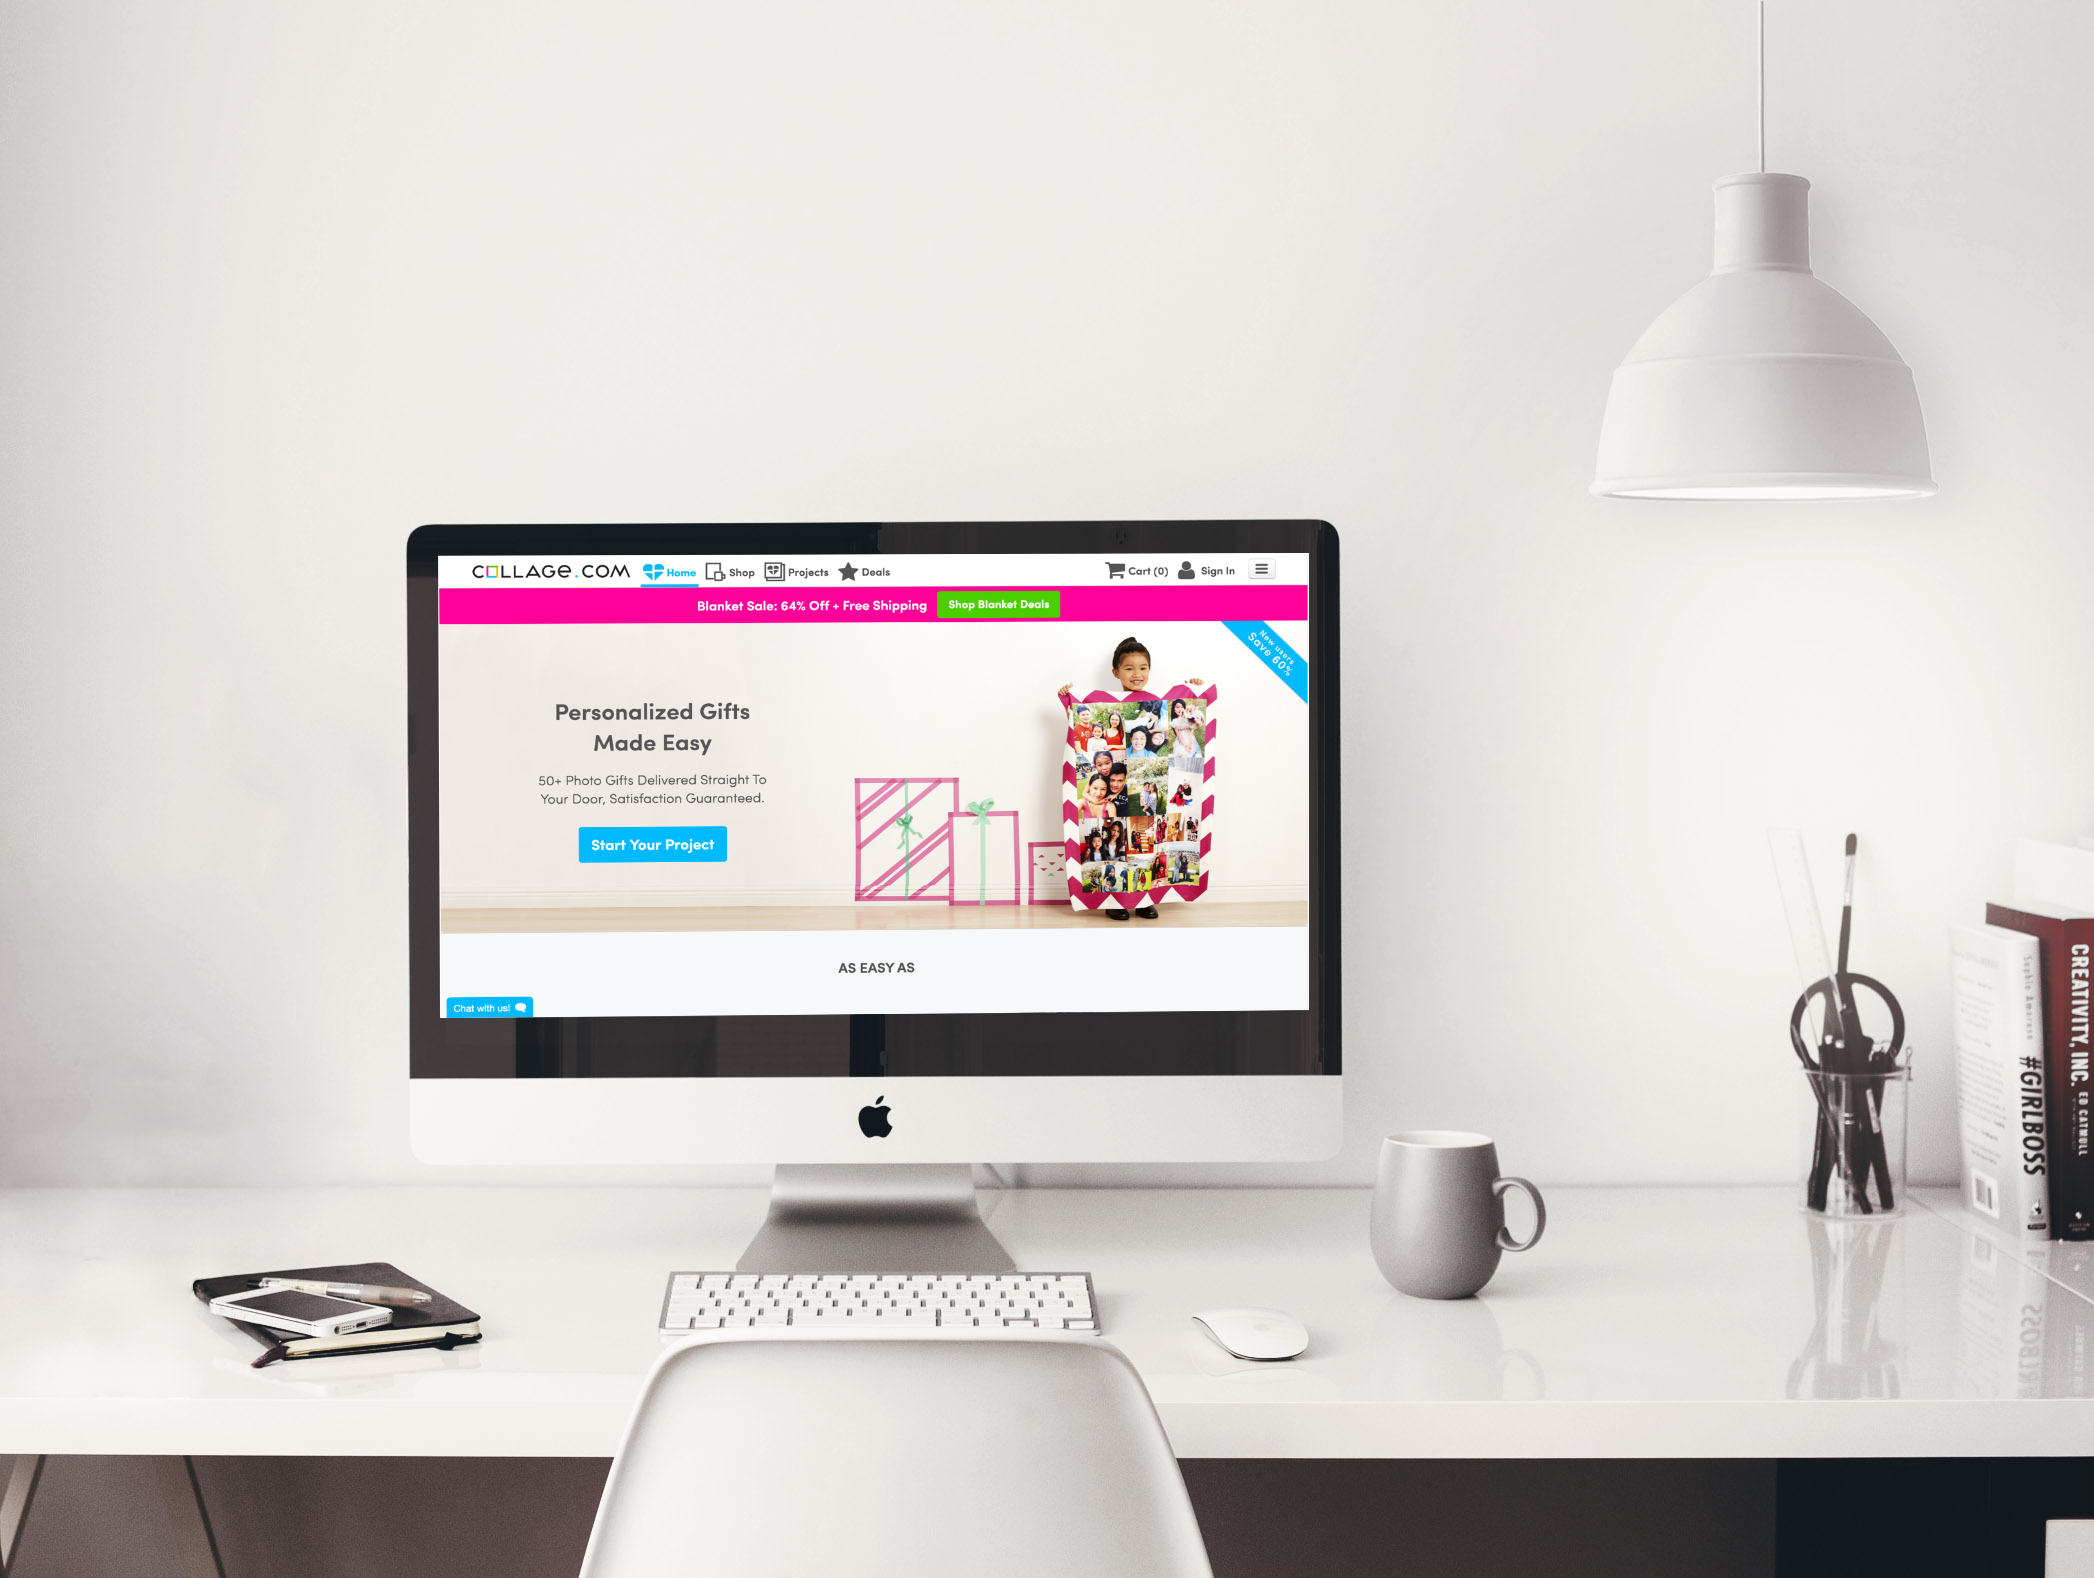 COLLAGE.COM
Home
Shop
Projects
Deals
Cart (0)
Sign In
Blanket Sale: 64% Off + Free Shipping
Shop Blanket Deals
New users
Save 60%
Personalized Gifts
Made Easy
50+ Photo Gifts Delivered Straight To
Your Door, Satisfaction Guaranteed.
Start Your Project
AS EASY AS
Chat with us!
Sophia Amoruso
#GIRLBOSS
CREATIVITY, INC.
ED CATMULL